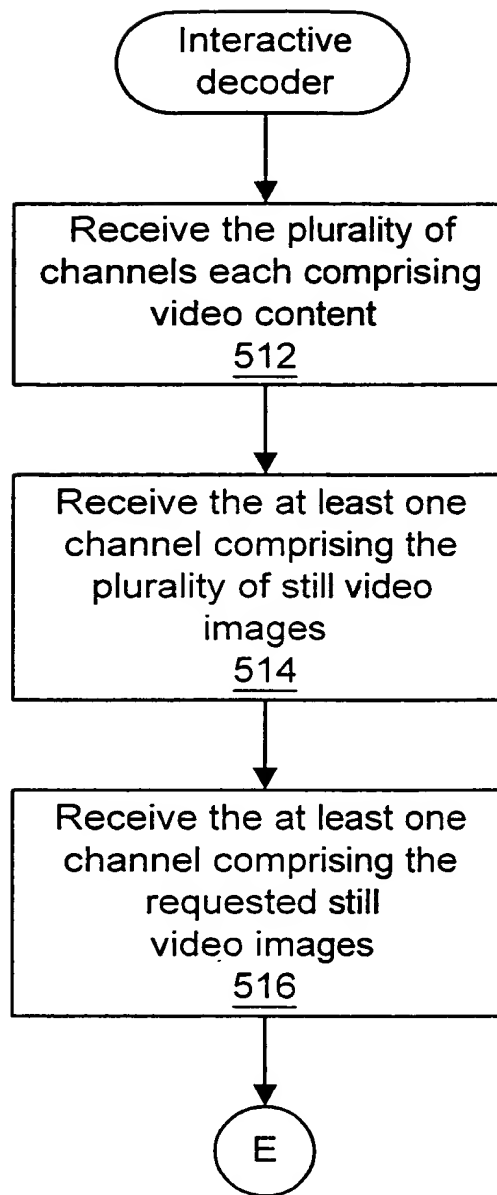 Interactive
decoder
Receive the plurality of
channels each comprising
video content
512
Receive the at least one
channel comprising the
plurality of still video
images
514
Receive the at least one
channel comprising the
requested still
video images
516
E